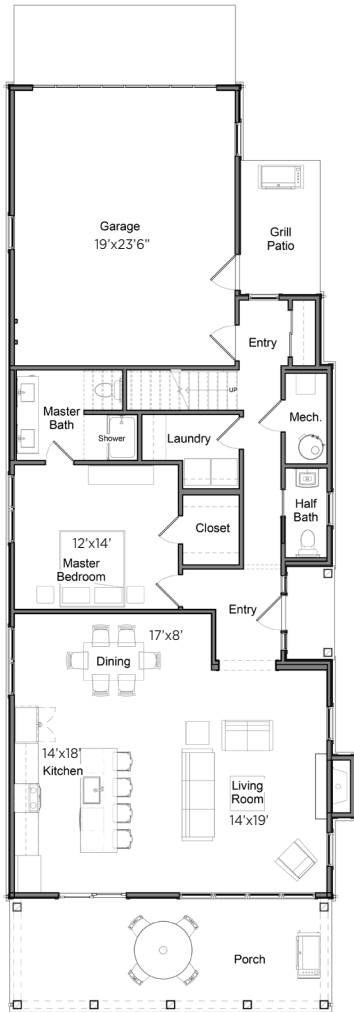 Garage
19'x23'6"
Grill
Patio
Entry
UP
Master
Bath
Shower
Laundry
Mech.
Half
Bath
Closet
12'x14'
Master
Bedroom
Entry
17'x8'
Dining
14'x18'
Kitchen
Living
Room
14'x19'
Porch